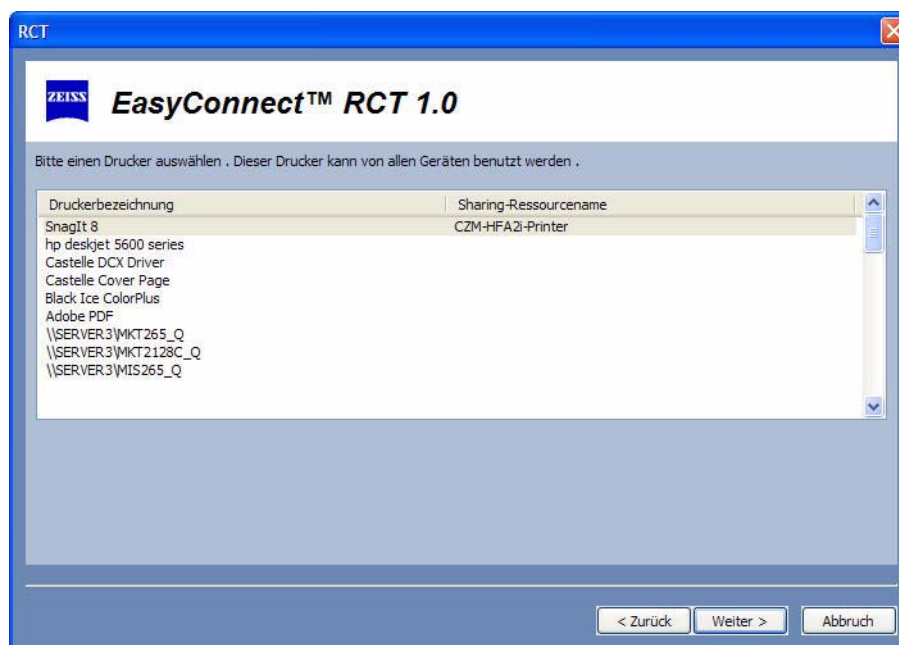 RCT
ZEISS
EasyConnect™ RCT 1.0
Bitte einen Drucker auswählen . Dieser Drucker kann von allen Geräten benutzt werden .
Druckerbezeichnung Sharing-Ressourcename
SnagIt 8 CZM-HFA2i-Printer
hp deskjet 5600 series
Castelle DCX Driver
Castelle Cover Page
Black Ice ColorPlus
Adobe PDF
\\SERVER3\MKT265_Q
\\SERVER3\MKT2128C_Q
\\SERVER3\MIS265_Q
< Zurück Weiter > Abbruch